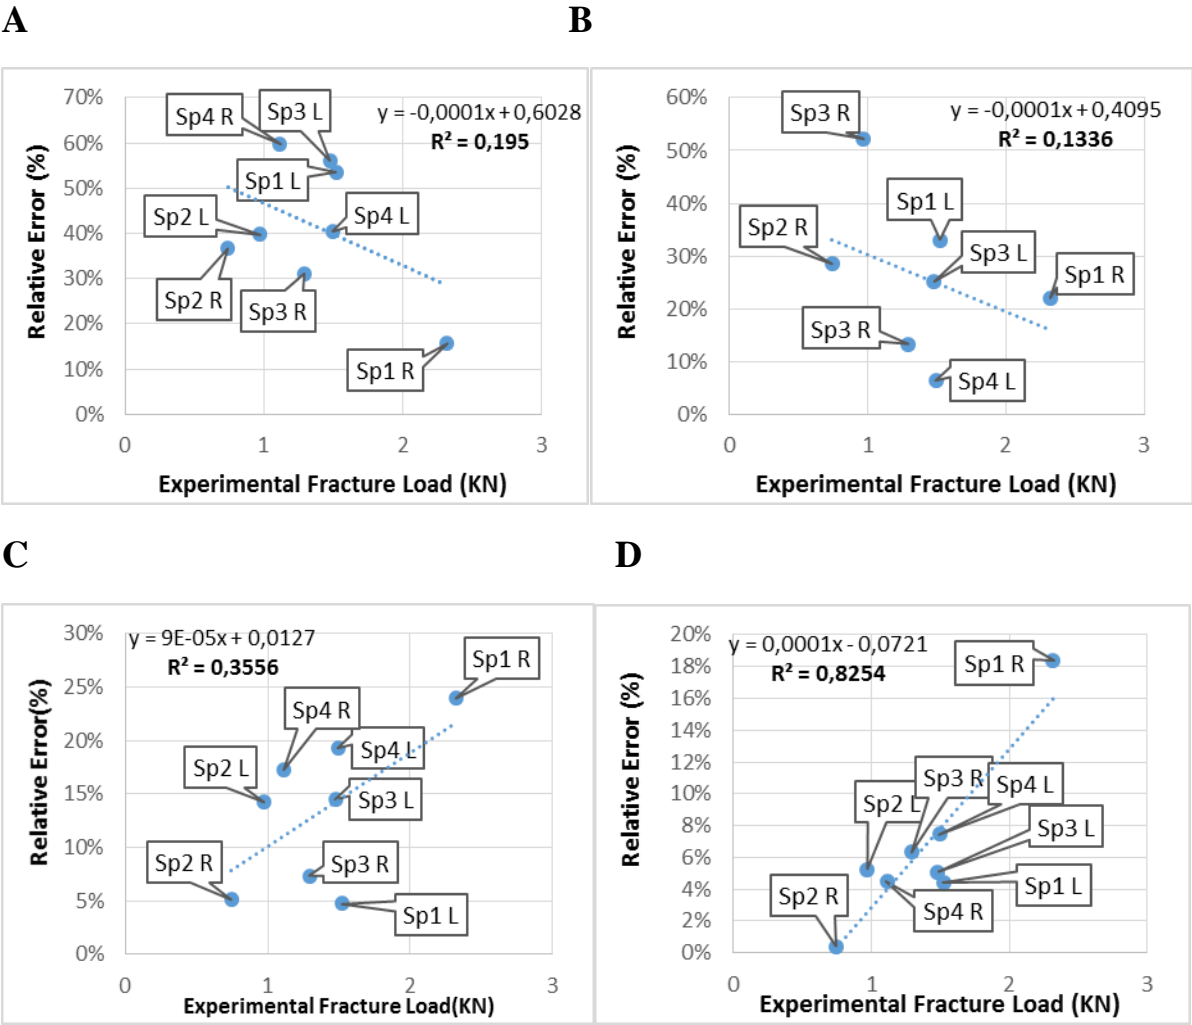 A
B
70%
60%
50%
40%
30%
20%
10%
0%
0
1
2
3
Relative Error (%)
Experimental Fracture Load (KN)
y = -0,0001x + 0,6028
R² = 0,195
Sp4 R
Sp3 L
Sp1 L
Sp2 L
Sp4 L
Sp2 R
Sp3 R
Sp1 R
60%
50%
40%
30%
20%
10%
0%
0
1
2
3
Relative Error (%)
Experimental Fracture Load (KN)
y = -0,0001x + 0,4095
R² = 0,1336
Sp3 R
Sp1 L
Sp2 R
Sp3 L
Sp1 R
Sp3 R
Sp4 L
C
D
30%
25%
20%
15%
10%
5%
0%
0
1
2
3
Relative Error(%)
Experimental Fracture Load(KN)
y = 9E-05x + 0,0127
R² = 0,3556
Sp1 R
Sp4 R
Sp4 L
Sp2 L
Sp3 L
Sp2 R
Sp3 R
Sp1 L
20%
18%
16%
14%
12%
10%
8%
6%
4%
2%
0%
0
1
2
3
Relative Error (%)
Experimental Fracture Load (KN)
y = 0,0001x - 0,0721
R² = 0,8254
Sp1 R
Sp3 R
Sp4 L
Sp2 L
Sp3 L
Sp2 R
Sp1 L
Sp4 R